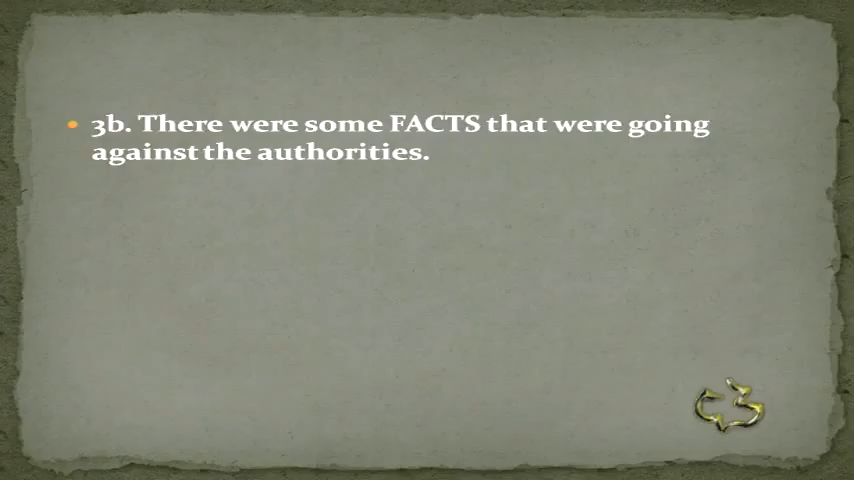 • 3b. There were some FACTS that were going
against the authorities.